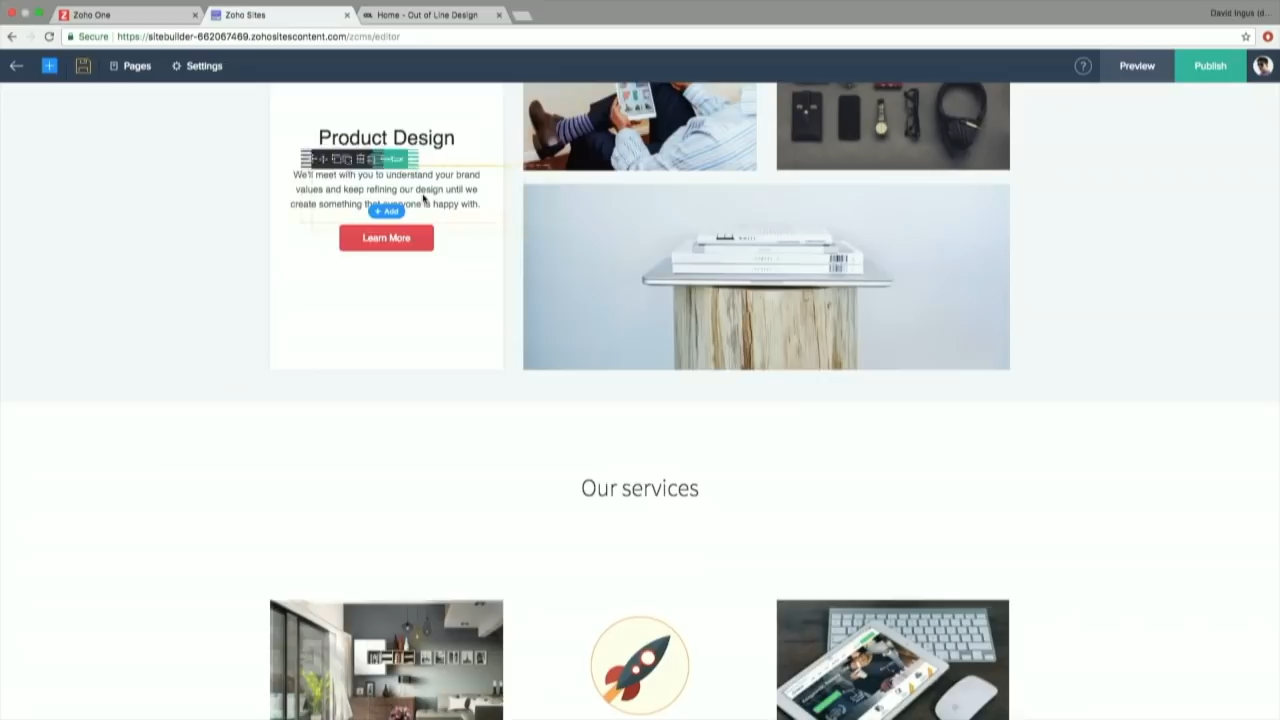 Zoho One
Zoho Sites
Home - Out of Line Design
David Ingus (d...
Secure
https://sitebuilder-662067469.zohositescontent.com/zcms/editor
Pages
Settings
?
Preview
Publish
Product Design
We'll meet with you to understand your brand
values and keep refining our design until we
create something that everyone is happy with.
+ Add
Learn More
Our services